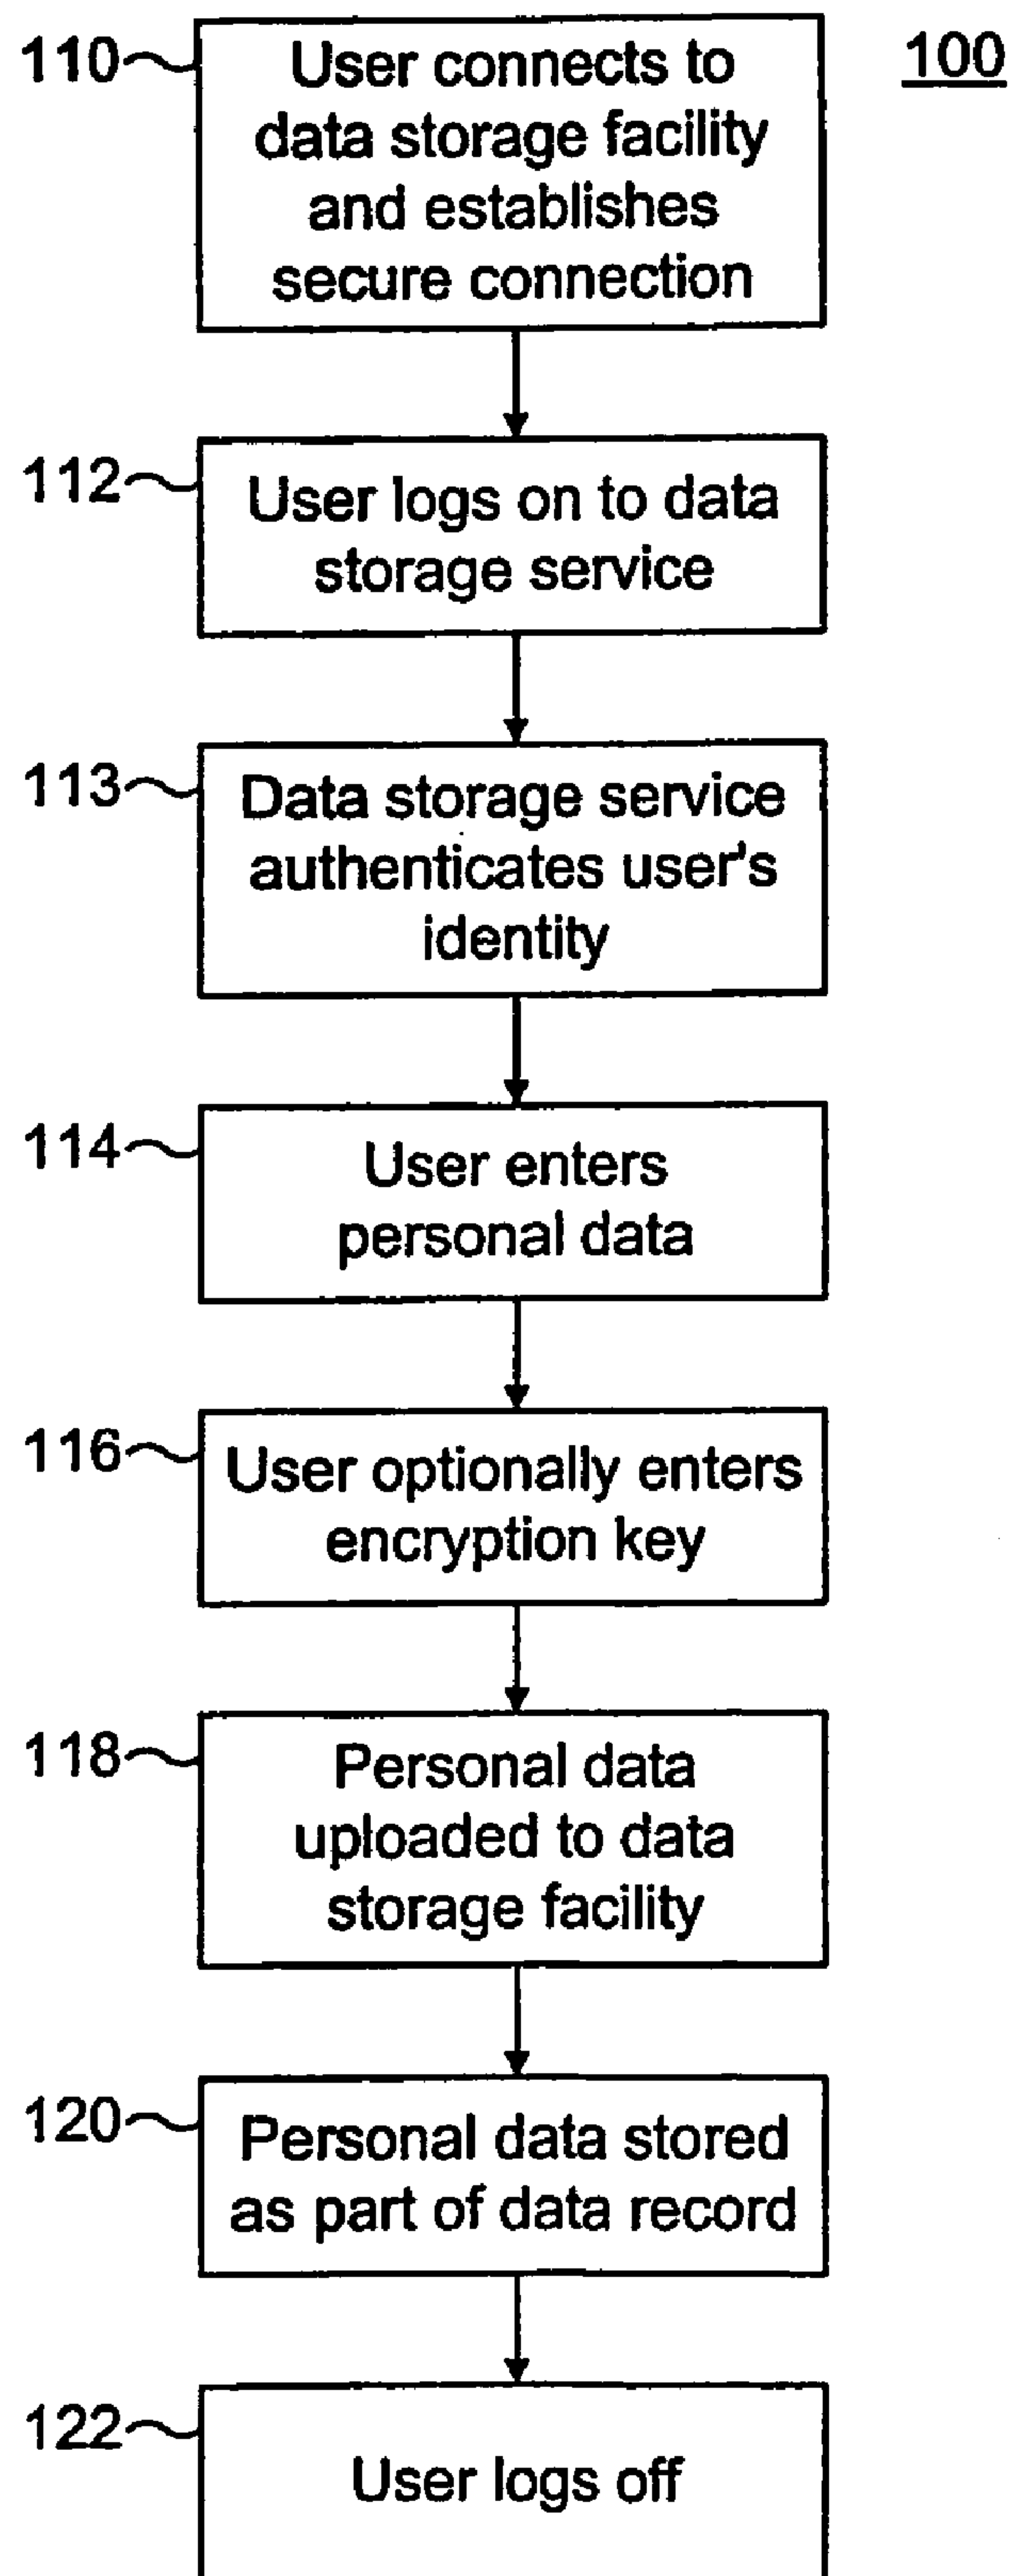 110
User connects to
data storage facility
and establishes
secure connection
100
112
User logs on to data
storage service
113
Data storage service
authenticates user's
identity
114
User enters
personal data
116
User optionally enters
encryption key
118
Personal data
uploaded to data
storage facility
120
Personal data stored
as part of data record
122
User logs off